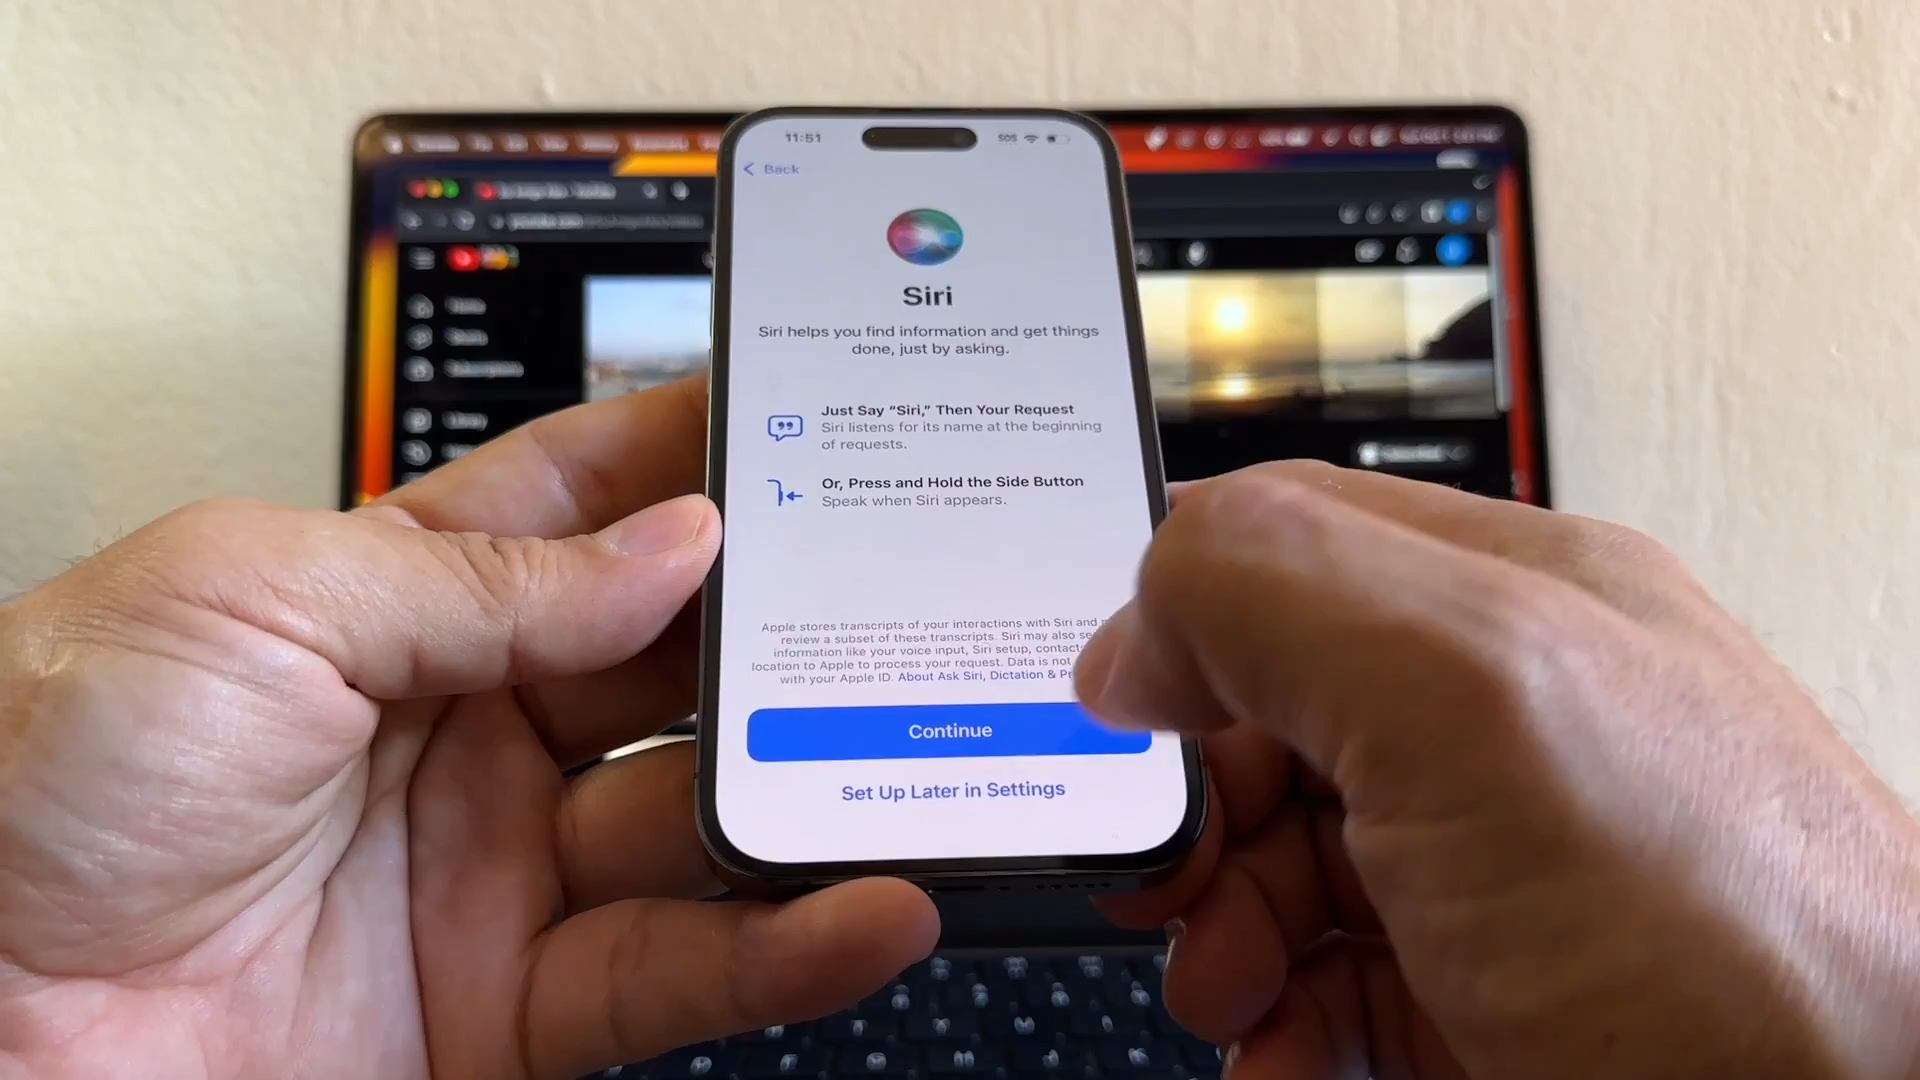 11:51
SOS
Back
Siri
Siri helps you find information and get things
done, just by asking.
Just Say “Siri,” Then Your Request
Siri listens for its name at the beginning
of requests.
Or, Press and Hold the Side Button
Speak when Siri appears.
Apple stores transcripts of your interactions with Siri and
review a subset of these transcripts. Siri may also
information like your voice input, Siri setup,
location to Apple to process your request. Data is not
with your Apple ID. About Ask Siri, Dictation &
Continue
Set Up Later in Settings